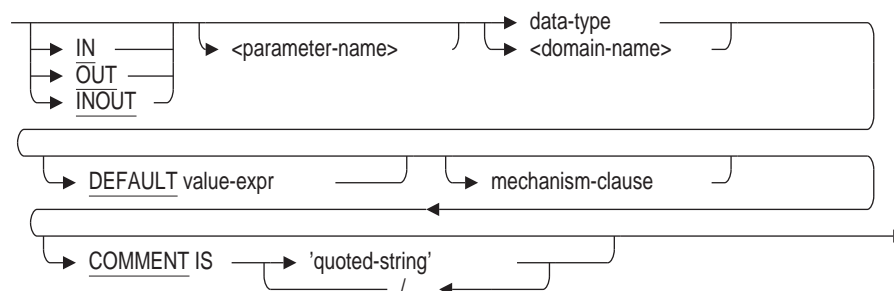 IN
OUT
INOUT
<parameter-name>
data-type
<domain-name>
DEFAULT value-expr
mechanism-clause
COMMENT IS
'quoted-string'
/